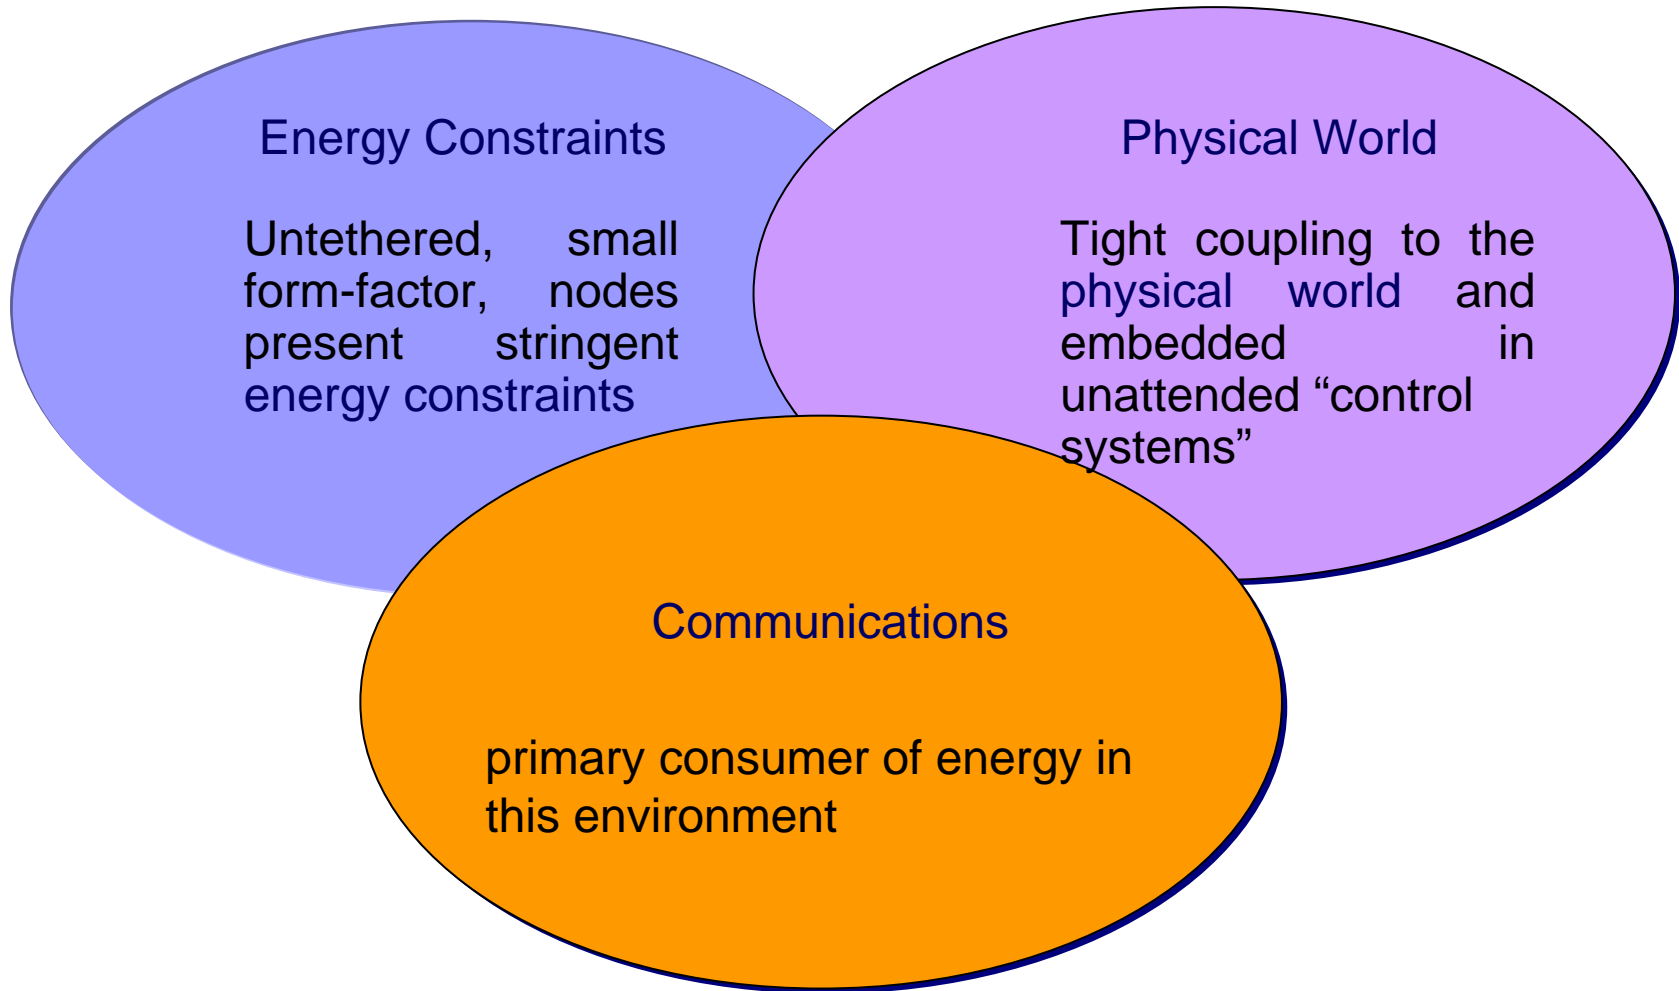 Energy Constraints
Untethered, small
form-factor, nodes
present stringent
energy constraints
Physical World
Tight coupling to the
physical world and
embedded in
unattended “control
systems”
Communications
primary consumer of energy in
this environment